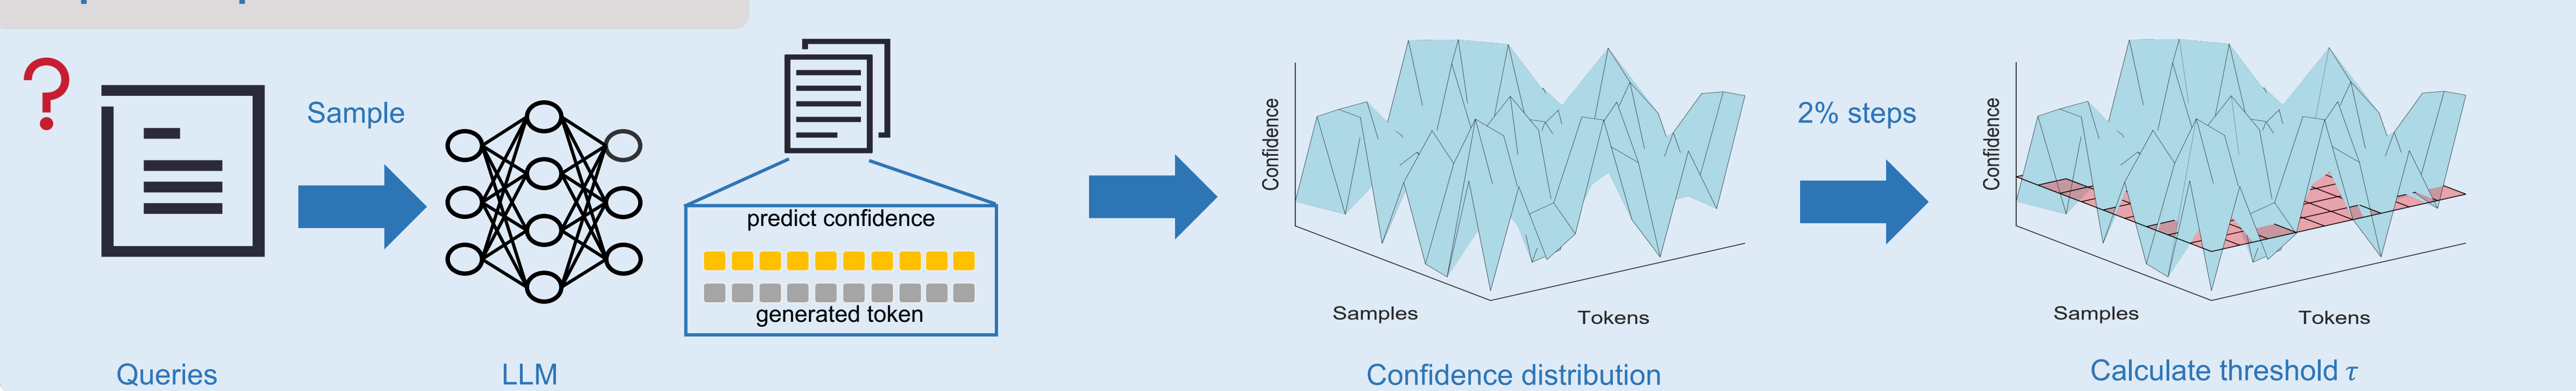 ?
Sample
predict confidence
generated token
Queries
LLM
Confidence
Samples
Tokens
Confidence distribution
2% steps
Confidence
Samples
Tokens
Calculate threshold τ